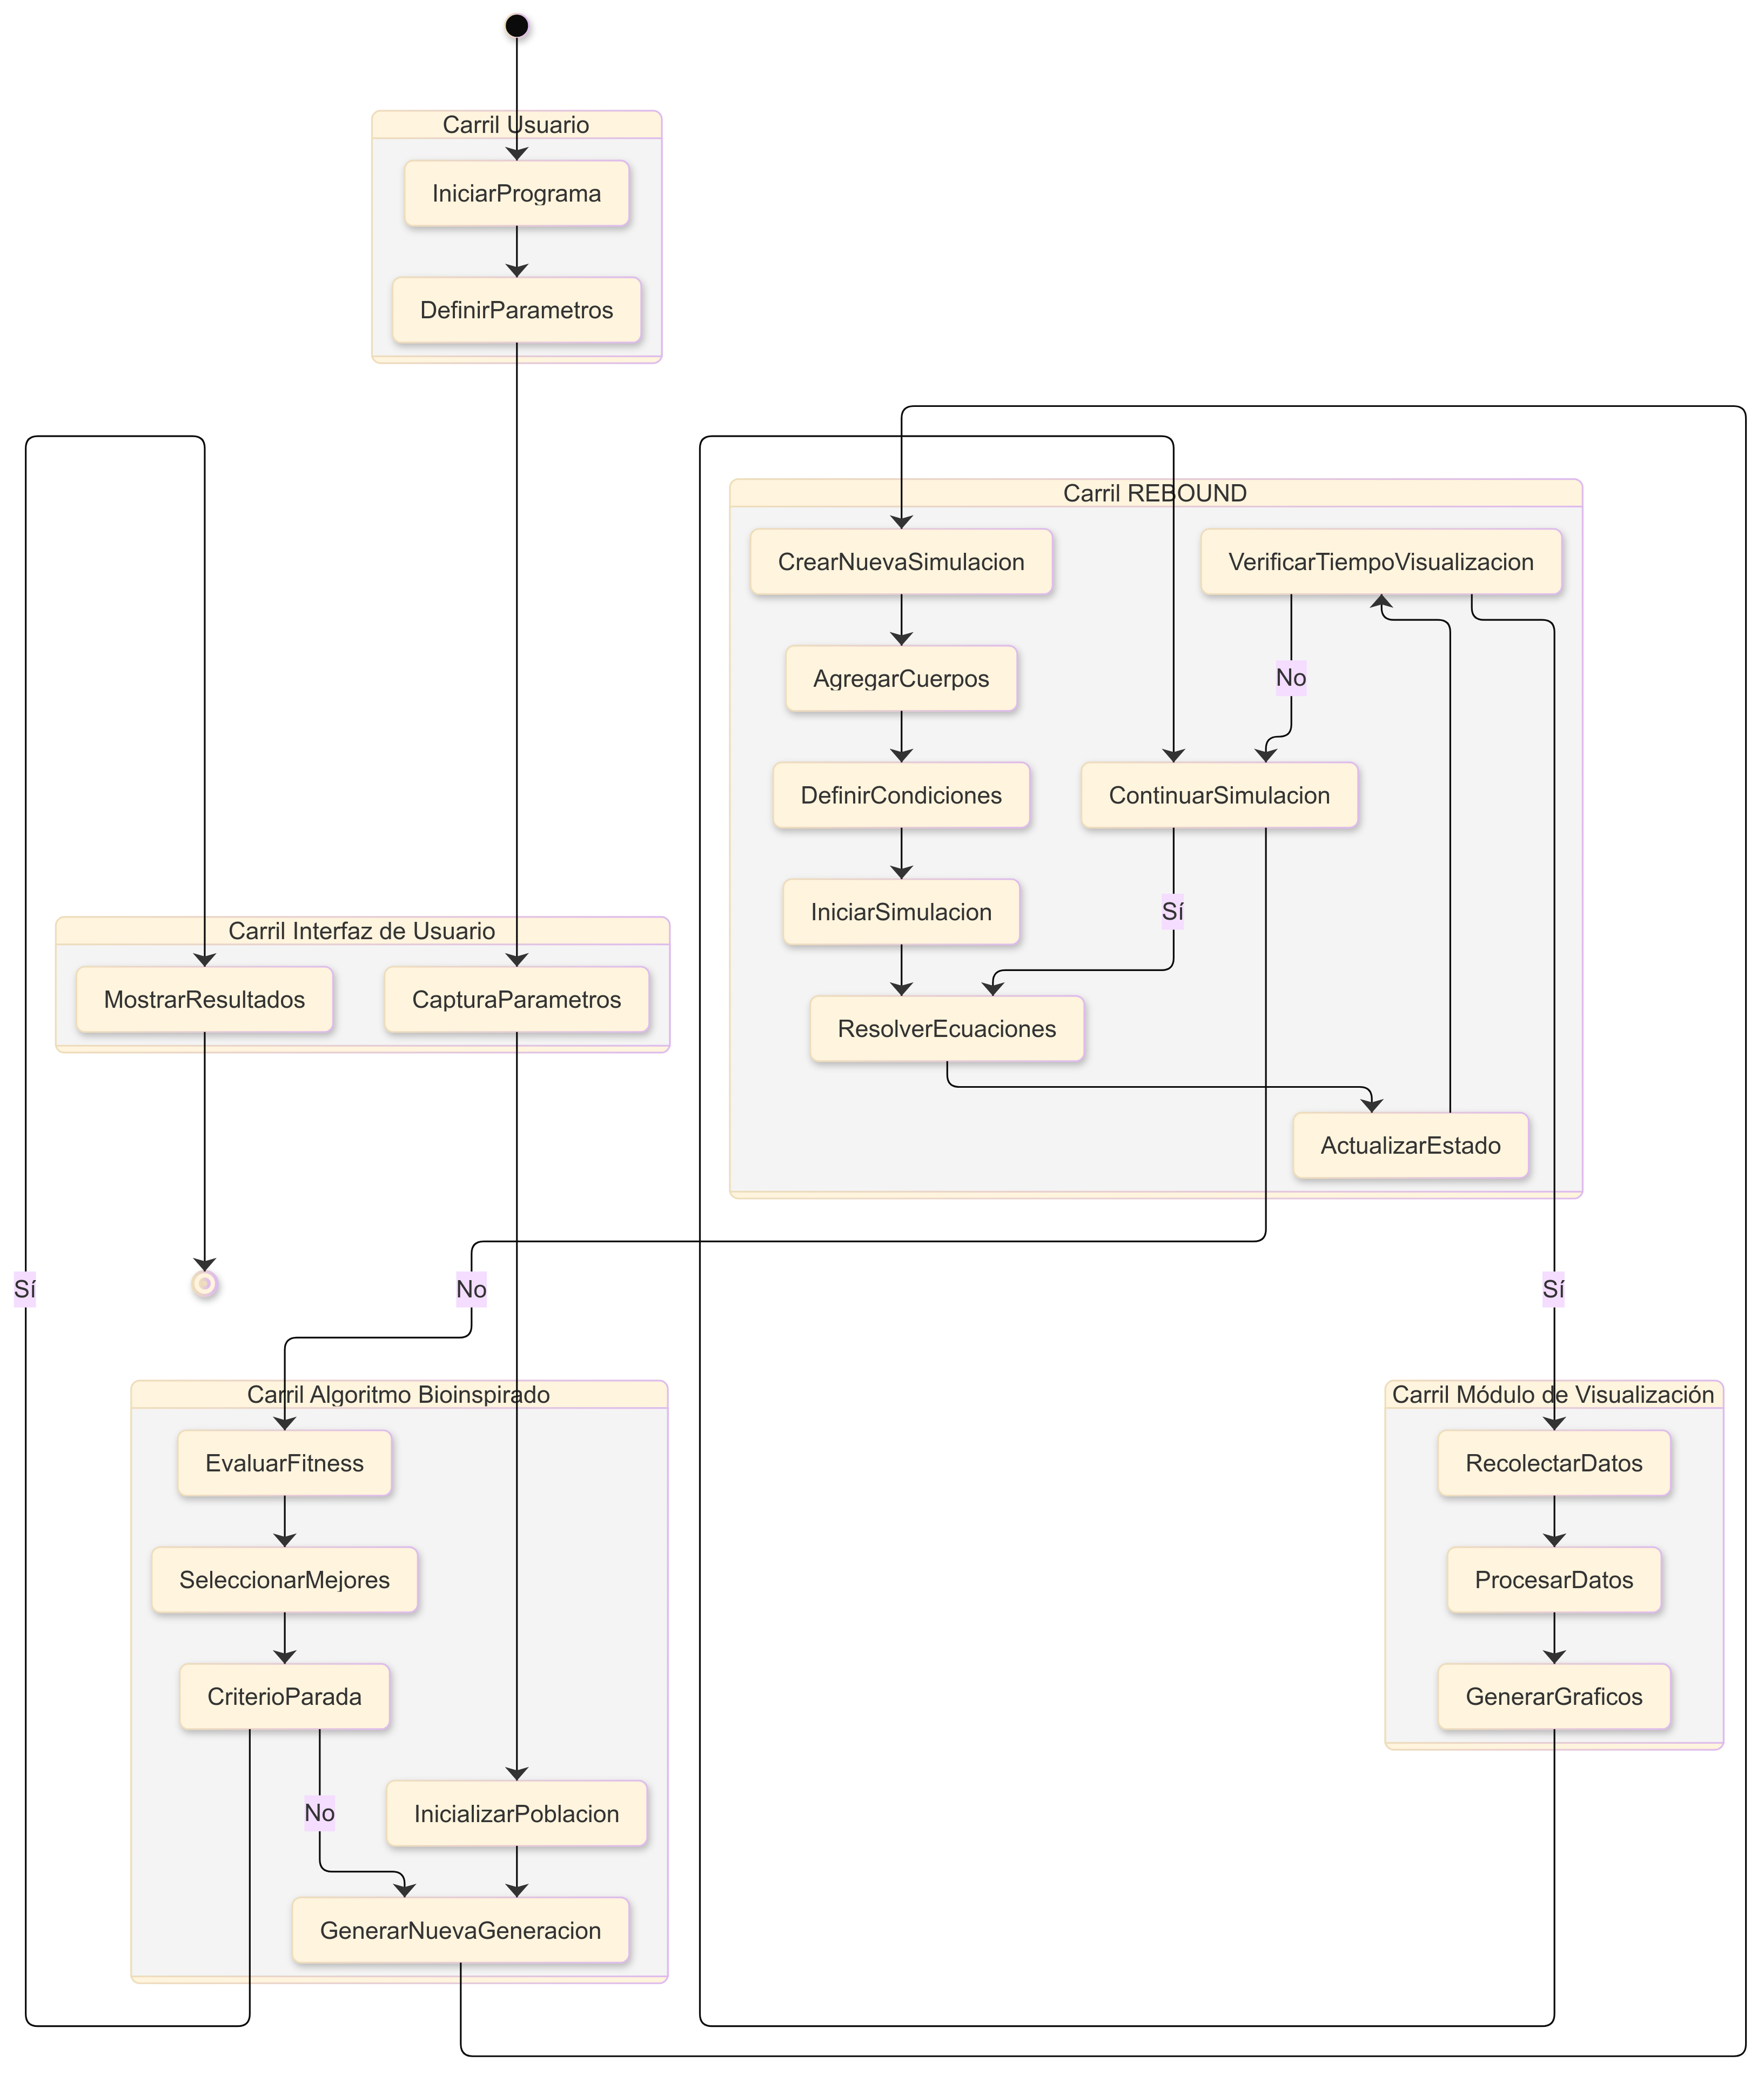 Carril Usuario
IniciarPrograma
DefinirParametros
Carril REBOUND
CrearNuevaSimulacion
VerificarTiempoVisualizacion
AgregarCuerpos
No
DefinirCondiciones
ContinuarSimulacion
IniciarSimulacion
Sí
Carril Interfaz de Usuario
MostrarResultados
CapturaParametros
ResolverEcuaciones
ActualizarEstado
Sí
No
Sí
Carril Algoritmo Bioinspirado
Carril Módulo de Visualización
EvaluarFitness
RecolectarDatos
SeleccionarMejores
ProcesarDatos
CriterioParada
GenerarGraficos
No
InicializarPoblacion
GenerarNuevaGeneracion